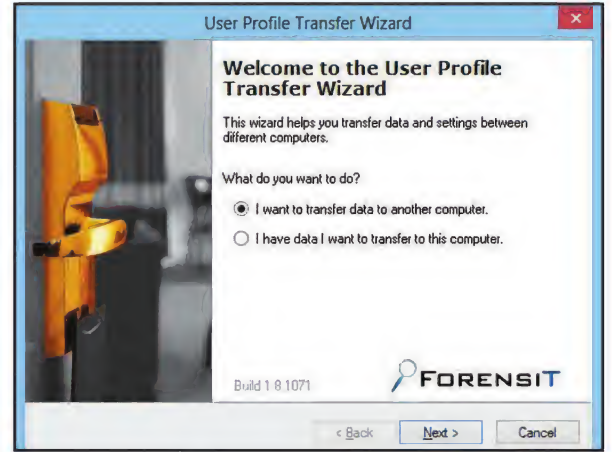 User Profile Transfer Wizard
Welcome to the User Profile
Transfer Wizard
This wizard helps you transfer data and settings between
different computers.
What do you want to do?
I want to transfer data to another computer.
I have data I want to transfer to this computer.
Build 1.8.1071
FORENSIT
< Back
Next >
Cancel